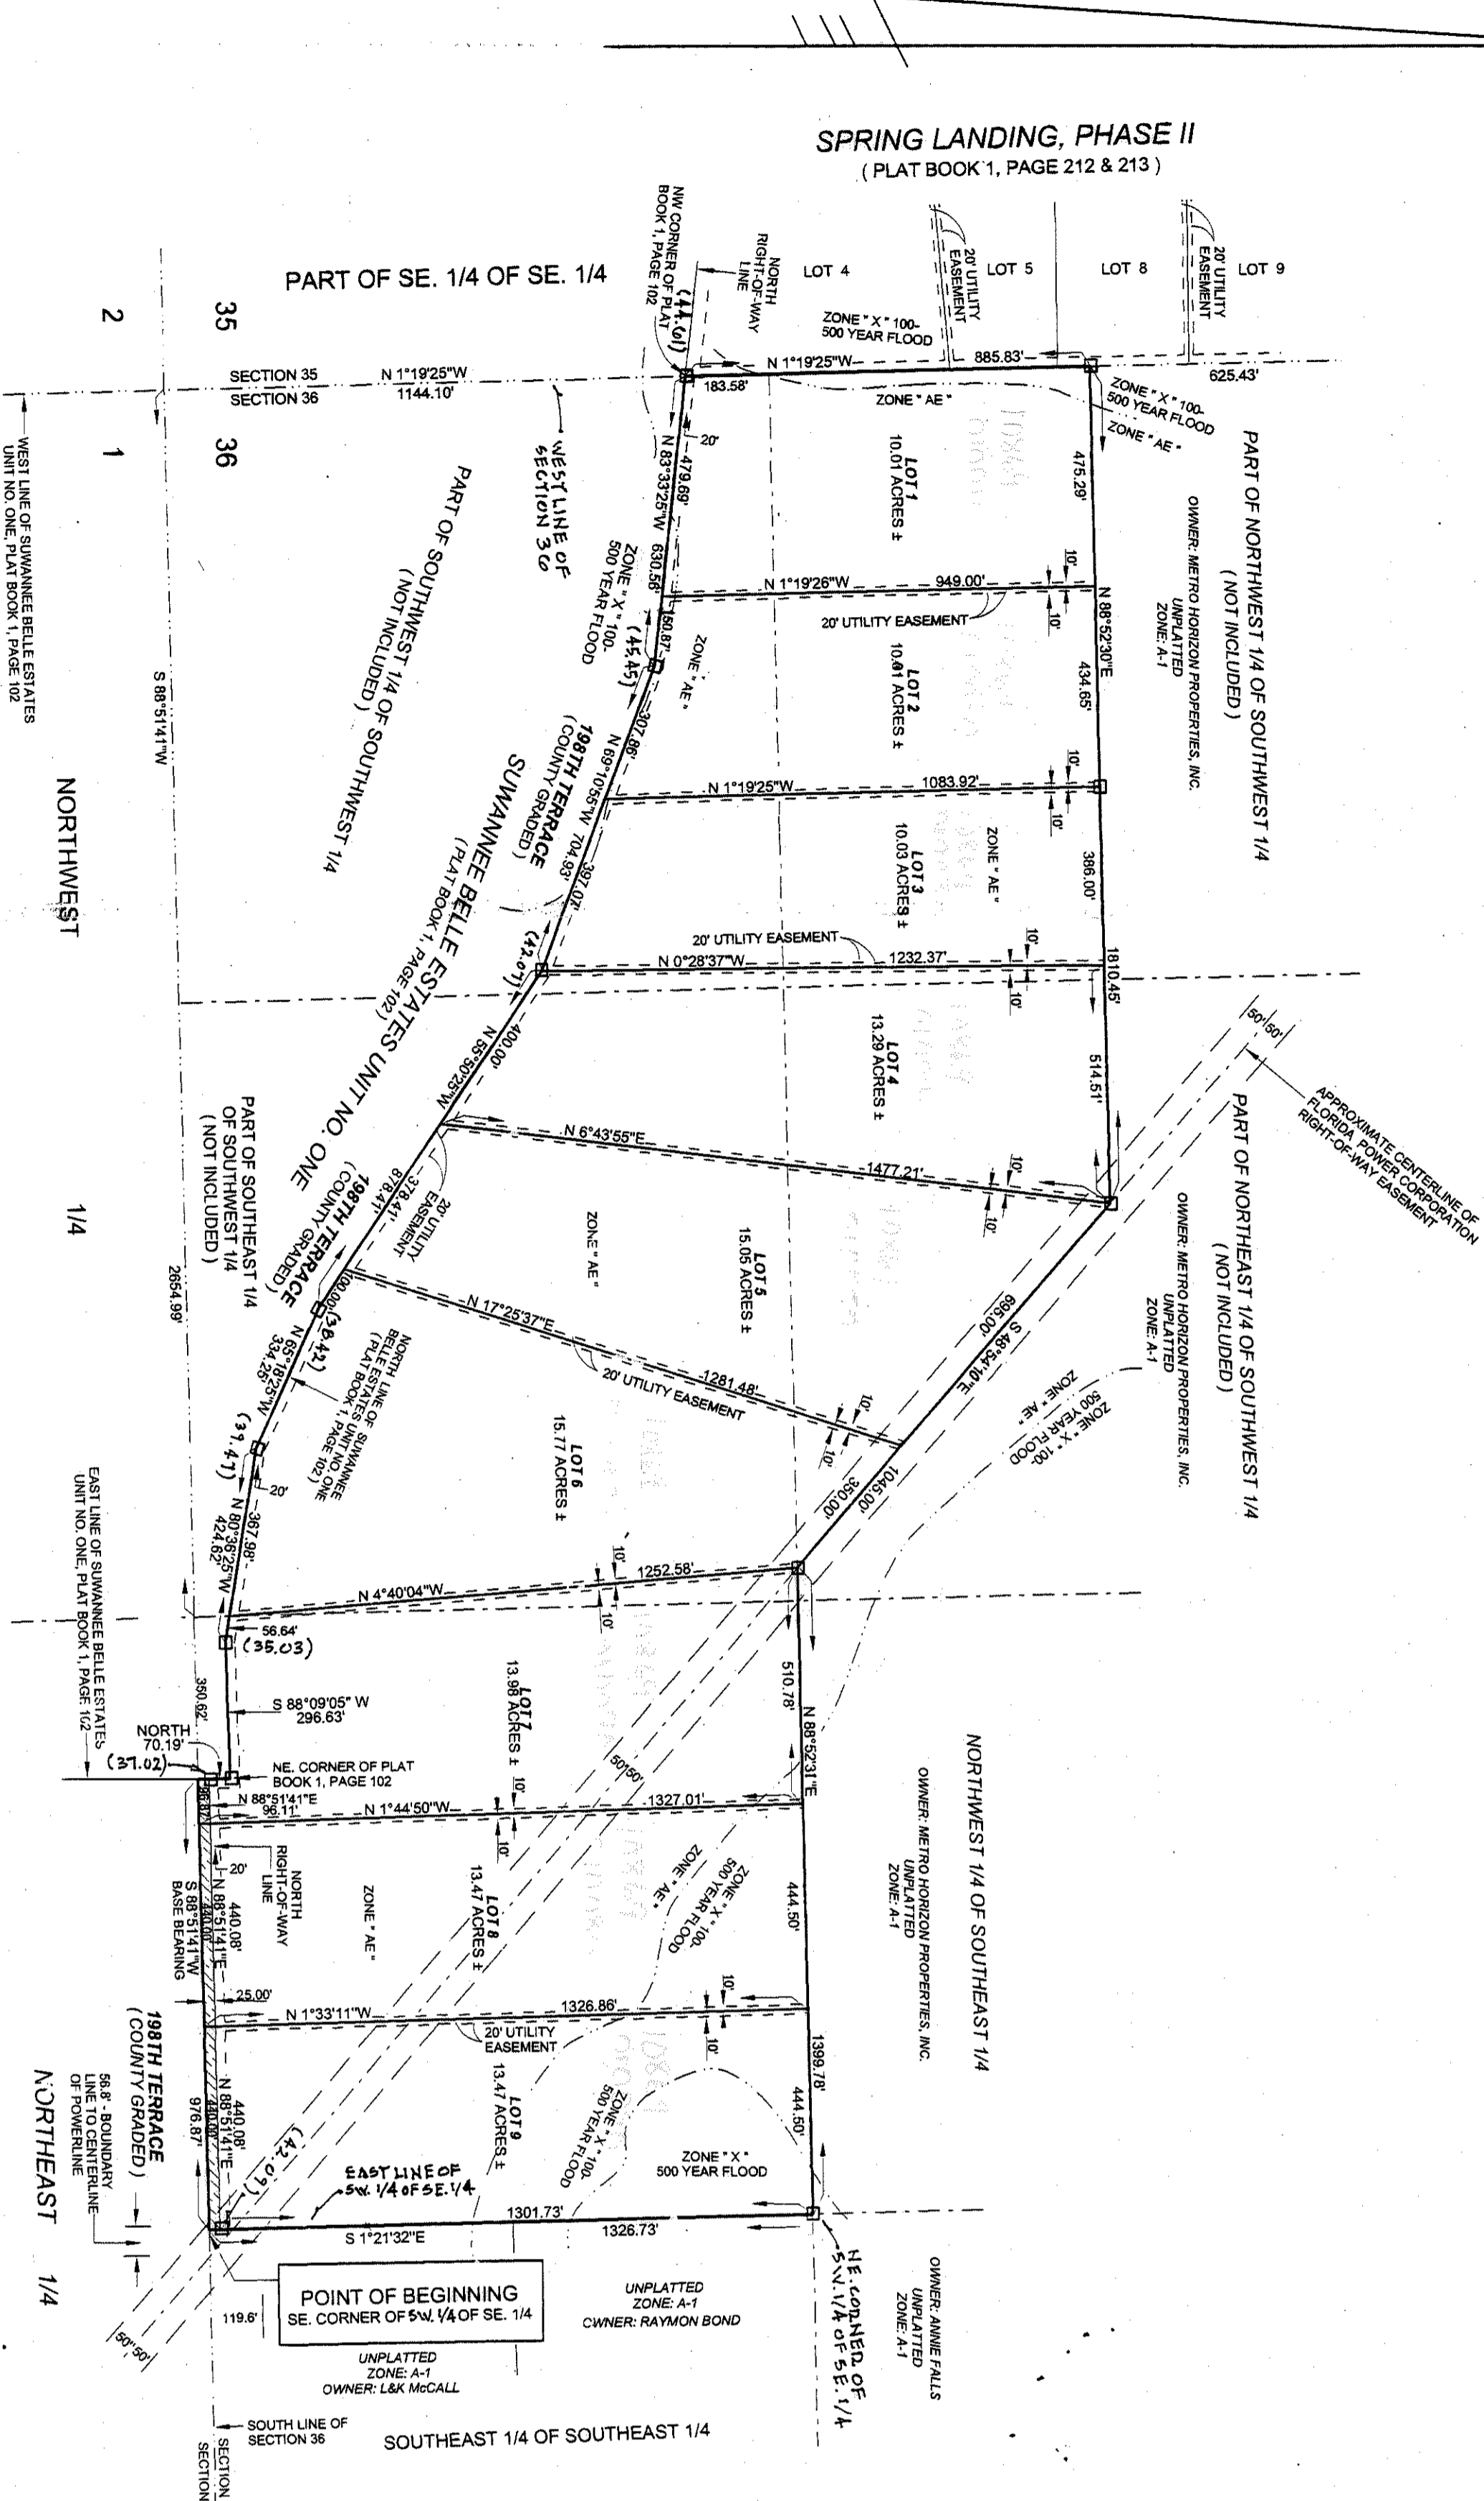 SPRING LANDING, PHASE II
( PLAT BOOK 1, PAGE 212 & 213 )
NW CORNER OF PLAT
BOOK 1, PAGE 102
(44.61)
NORTH
RIGHT-OF-WAY
LINE
LOT 4
20' UTILITY
EASEMENT
LOT 5
LOT 8
20' UTILITY
EASEMENT
LOT 9
PART OF SE. 1/4 OF SE. 1/4
ZONE " X " 100-
500 YEAR FLOOD
2
35
SECTION 35
SECTION 36
N 1°19'25"W
1144.10'
183.58'
N 1°19'25"W
885.83'
625.43'
ZONE " AE "
ZONE " X " 100-
500 YEAR FLOOD
ZONE " AE "
1
36
WEST LINE OF SUWANNEE BELLE ESTATES
UNIT NO. ONE, PLAT BOOK 1, PAGE 102
S 88°51'41"W
WEST LINE OF
SECTION 36
20'
479.69'
N 83°33'25"W 630.56'
LOT 1
10.01 ACRES ±
475.29'
PART OF NORTHWEST 1/4 OF SOUTHWEST 1/4
( NOT INCLUDED )
OWNER: METRO HORIZON PROPERTIES, INC.
UNPLATTED
ZONE: A-1
PART OF SOUTHWEST 1/4 OF SOUTHWEST 1/4
( NOT INCLUDED )
ZONE " X " 100-
500 YEAR FLOOD
150.87'
(45.45)
ZONE " AE "
N 1°19'26"W
949.00'
10'
10'
20' UTILITY EASEMENT
N 88°52'30"E
LOT 2
10.01 ACRES ±
434.65'
307.86'
N 69°10'55"W 704.93'
397.07'
198TH TERRACE
( COUNTY GRADED )
SUWANNEE BELLE ESTATES UNIT NO. ONE
( PLAT BOOK 1, PAGE 102 )
N 1°19'25"W
1083.92'
10'
10'
LOT 3
10.03 ACRES ±
ZONE " AE "
386.00'
NORTHWEST
1/4
20' UTILITY EASEMENT
(42.07)
N 0°28'37"W
1232.37'
10'
10'
1810.45'
400.00'
N 55°50'25"W
LOT 4
13.29 ACRES ±
514.51'
50' 50'
APPROXIMATE CENTERLINE OF
FLORIDA POWER CORPORATION
RIGHT-OF-WAY EASEMENT
PART OF NORTHEAST 1/4 OF SOUTHWEST 1/4
( NOT INCLUDED )
OWNER: METRO HORIZON PROPERTIES, INC.
UNPLATTED
ZONE: A-1
PART OF SOUTHEAST 1/4
OF SOUTHWEST 1/4
( NOT INCLUDED )
N 6°43'55"E
1477.21'
10'
10'
378.41'
878.41'
20' UTILITY
EASEMENT
198TH TERRACE
( COUNTY GRADED )
ZONE " AE "
LOT 5
15.05 ACRES ±
2654.99'
100.00'
(38.42)
N 65°18'25"W
334.25'
N 17°25'37"E
1281.48'
20' UTILITY EASEMENT
10'
10'
695.00'
S 48°54'10"E
1045.00'
350.00'
ZONE " AE "
ZONE " X " 100-
500 YEAR FLOOD
NORTH LINE OF SUWANNEE
BELLE ESTATES UNIT NO. ONE
( PLAT BOOK 1, PAGE 102 )
(39.47)
20'
367.98'
N 80°36'25"W
424.62'
LOT 6
15.77 ACRES ±
EAST LINE OF SUWANNEE BELLE ESTATES
UNIT NO. ONE, PLAT BOOK 1, PAGE 102
N 4°40'04"W
1252.58'
10'
10'
56.64'
(35.03)
350.62'
S 88°09'05" W
296.63'
LOT 7
13.98 ACRES ±
510.78'
N 88°52'31"E
NORTH
70.19'
(37.02)
NE. CORNER OF PLAT
BOOK 1, PAGE 102
50' 50'
NORTHWEST 1/4 OF SOUTHEAST 1/4
OWNER: METRO HORIZON PROPERTIES, INC.
UNPLATTED
ZONE: A-1
96.87'
N 88°51'41"E
96.11'
N 1°44'50"W
1327.01'
10'
10'
S 88°51'41"W
BASE BEARING
20'
NORTH
RIGHT-OF-WAY
LINE
440.08'
N 88°51'41"E
440.00'
ZONE " AE "
LOT 8
13.47 ACRES ±
ZONE " AE "
ZONE " X " 100-
500 YEAR FLOOD
444.50'
25.00'
N 1°33'11"W
1326.86'
10'
10'
20' UTILITY
EASEMENT
1399.78'
198TH TERRACE
( COUNTY GRADED )
56.8' - BOUNDARY
LINE TO CENTERLINE
OF POWERLINE
NORTHEAST 1/4
976.87'
440.08'
N 88°51'41"E
440.00'
(42.09)
LOT 9
13.47 ACRES ±
ZONE " X " 100-
500 YEAR FLOOD
ZONE " X "
500 YEAR FLOOD
444.50'
EAST LINE OF
SW. 1/4 OF SE. 1/4
S 1°21'32"E
1301.73'
1326.73'
NE. CORNER OF
SW. 1/4 OF SE. 1/4
POINT OF BEGINNING
SE. CORNER OF SW. 1/4 OF SE. 1/4
119.6'
50' 50'
UNPLATTED
ZONE: A-1
OWNER: RAYMON BOND
OWNER: ANNIE FALLS
UNPLATTED
ZONE: A-1
UNPLATTED
ZONE: A-1
OWNER: L&K McCALL
SOUTH LINE OF
SECTION 36
SOUTHEAST 1/4 OF SOUTHEAST 1/4
SECTION
SECTION